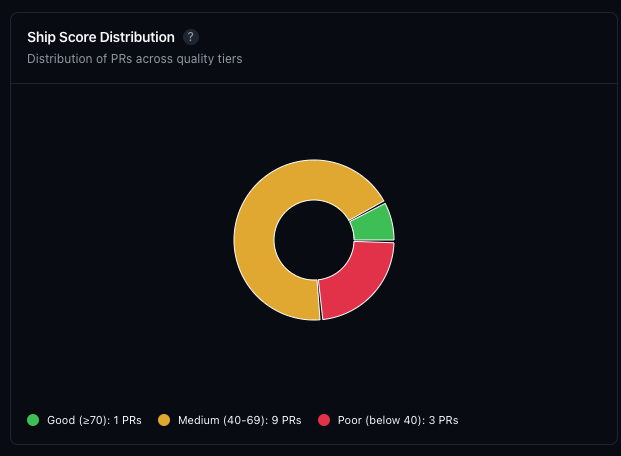 Ship Score Distribution ?
Distribution of PRs across quality tiers
Good (≥70): 1 PRs Medium (40-69): 9 PRs Poor (below 40): 3 PRs